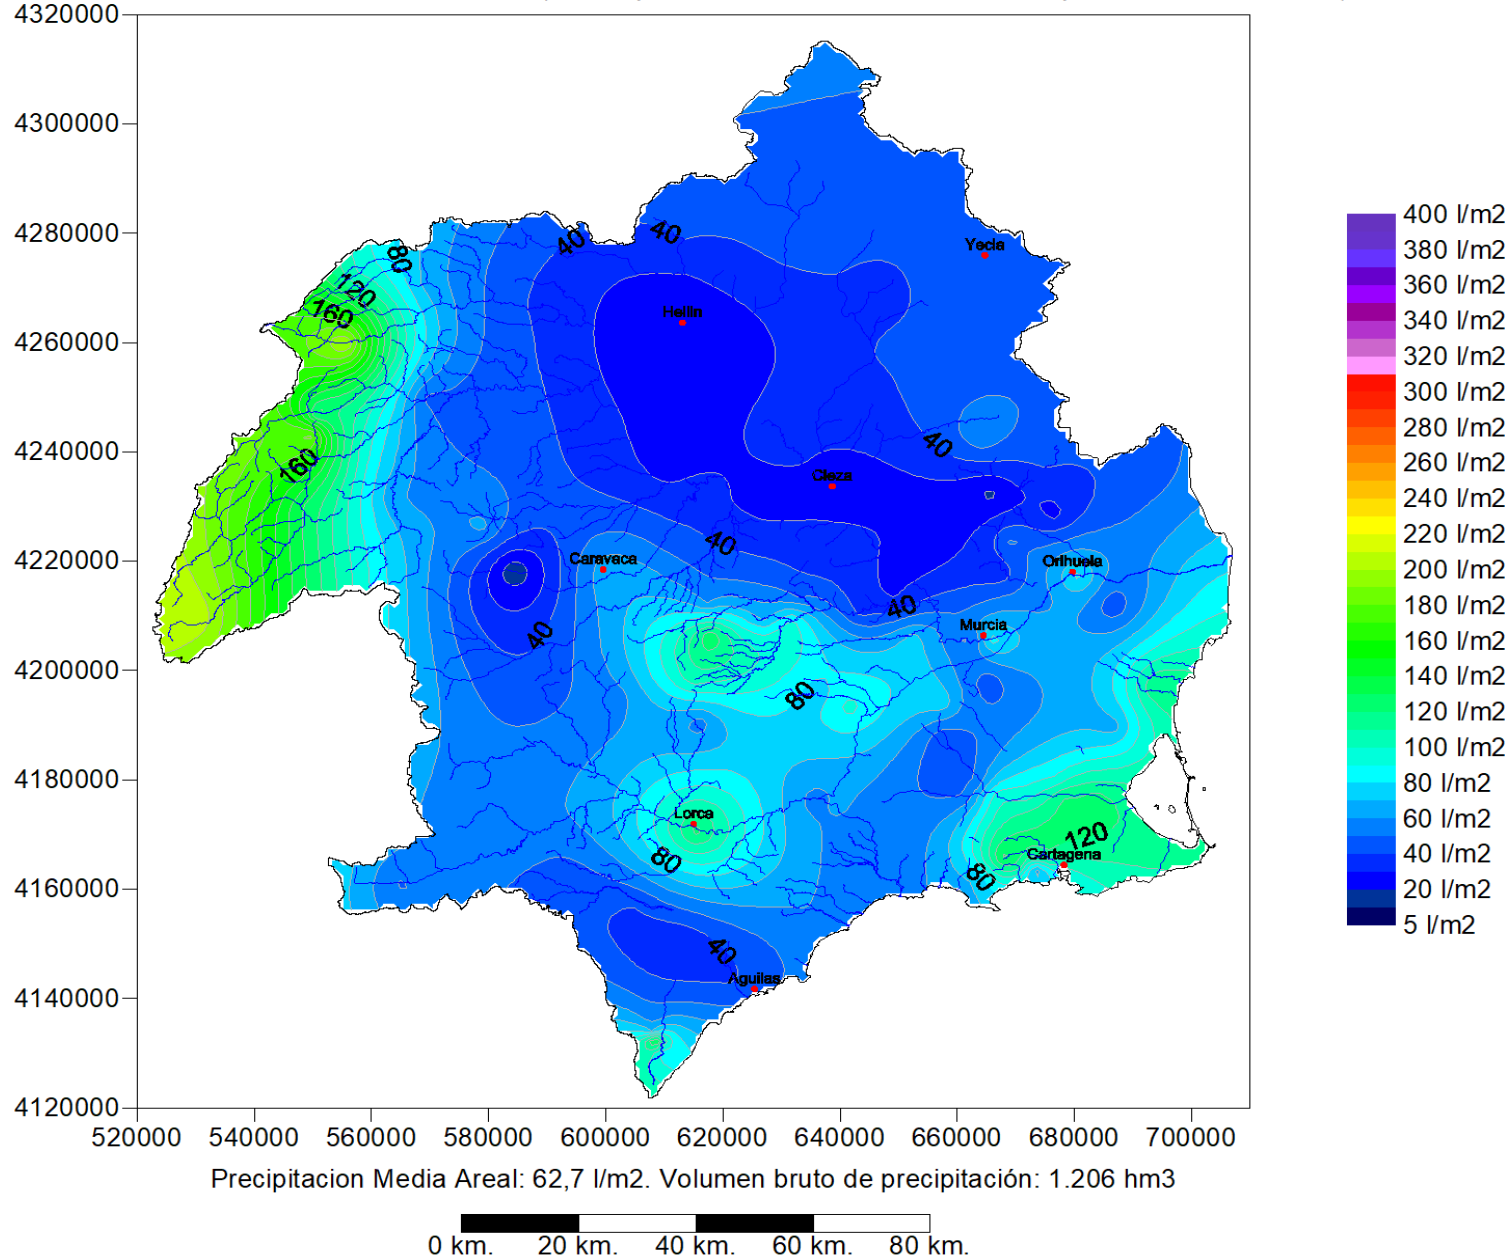 4320000
4300000
4280000
4260000
4240000
4220000
4200000
4180000
4160000
4140000
4120000
520000 540000 560000 580000 600000 620000 640000 660000 680000 700000
40
40
80
120
160
160
Yecla
Hellin
40
Cieza
40
Caravaca
Orihuela
40
40
Murcia
80
Lorca
80
120
Cartagena
80
40
Aguilas
400 l/m2
380 l/m2
360 l/m2
340 l/m2
320 l/m2
300 l/m2
280 l/m2
260 l/m2
240 l/m2
220 l/m2
200 l/m2
180 l/m2
160 l/m2
140 l/m2
120 l/m2
100 l/m2
80 l/m2
60 l/m2
40 l/m2
20 l/m2
5 l/m2
Precipitacion Media Areal: 62,7 l/m2. Volumen bruto de precipitación: 1.206 hm3
0 km. 20 km. 40 km. 60 km. 80 km.